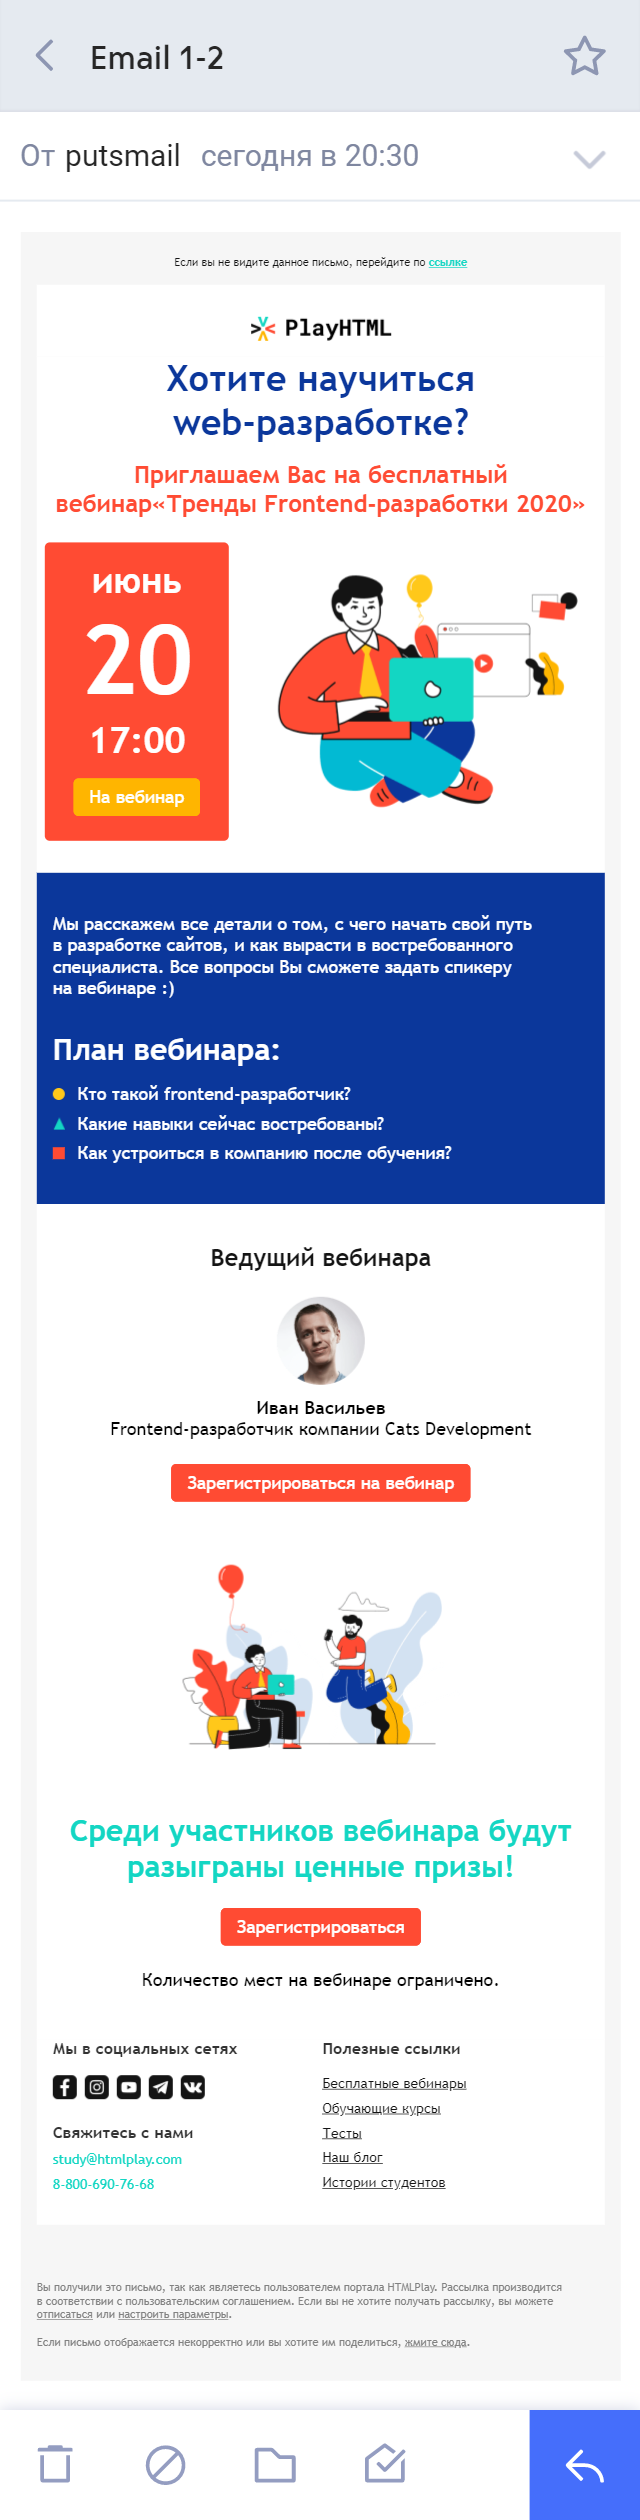 Email 1-2
От putsmail сегодня в 20:30
Если вы не видите данное письмо, перейдите по ссылке
PlayHTML
Хотите научиться
web-разработке?
Приглашаем Вас на бесплатный
вебинар«Тренды Frontend-разработки 2020»
июнь
20
17:00
На вебинар
Мы расскажем все детали о том, с чего начать свой путь
в разработке сайтов, и как вырасти в востребованного
специалиста. Все вопросы Вы сможете задать спикеру
на вебинаре :)
План вебинара:
Кто такой frontend-разработчик?
Какие навыки сейчас востребованы?
Как устроиться в компанию после обучения?
Ведущий вебинара
Иван Васильев
Frontend-разработчик компании Cats Development
Зарегистрироваться на вебинар
Среди участников вебинара будут
разыграны ценные призы!
Зарегистрироваться
Количество мест на вебинаре ограничено.
Мы в социальных сетях
Свяжитесь с нами
study@htmlplay.com
8-800-690-76-68
Полезные ссылки
Бесплатные вебинары
Обучающие курсы
Тесты
Наш блог
Истории студентов
Вы получили это письмо, так как являетесь пользователем портала HTMLPlay. Рассылка производится
в соответствии с пользовательским соглашением. Если вы не хотите получать рассылку, вы можете
отписаться или настроить параметры.
Если письмо отображается некорректно или вы хотите им поделиться, жмите сюда.